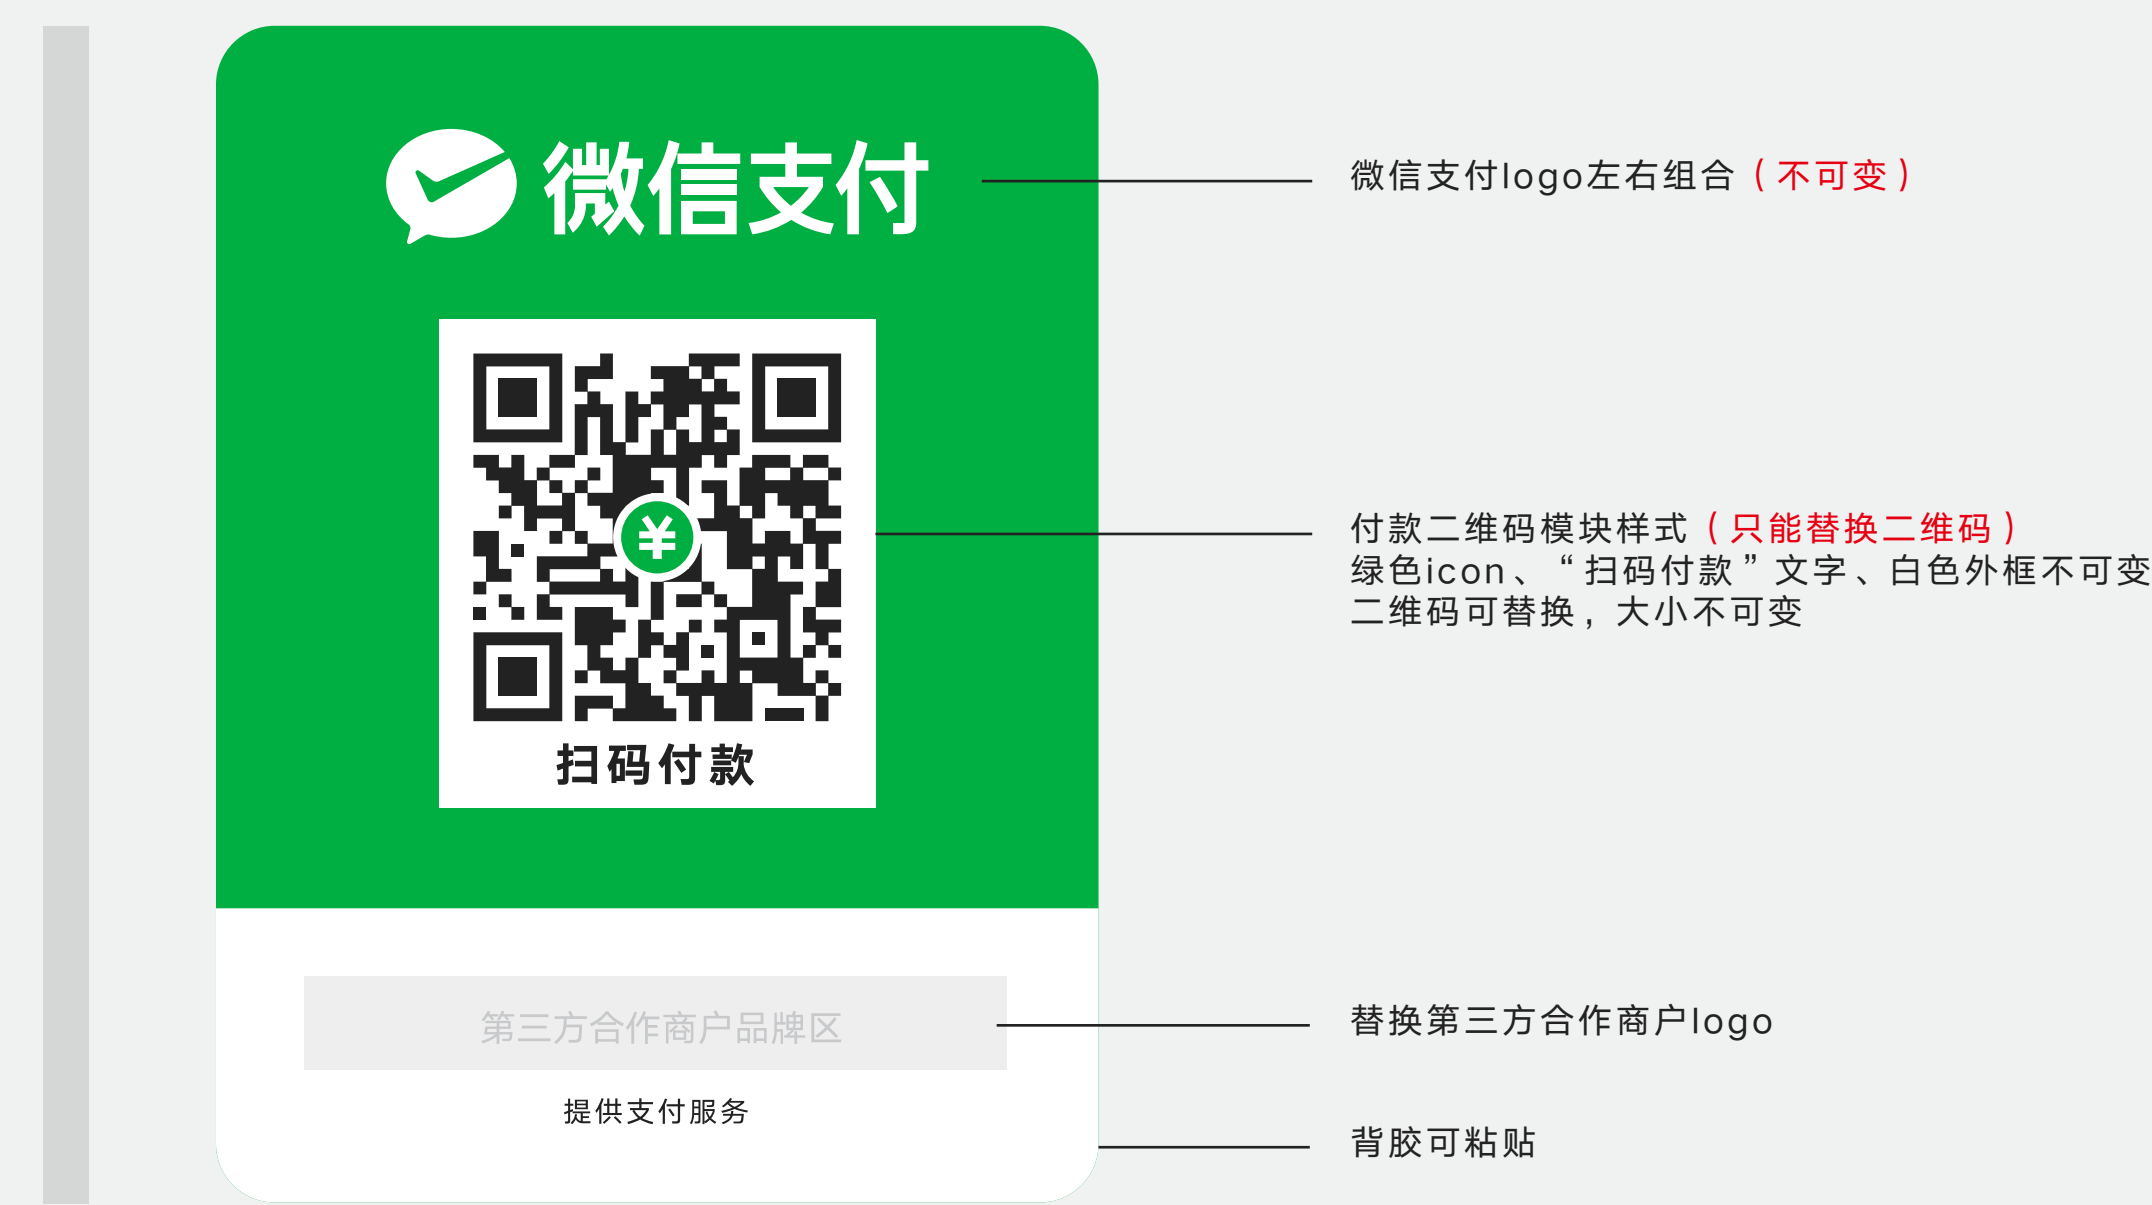 微信支付
微信支付logo左右组合（不可变）
¥
付款二维码模块样式（只能替换二维码）
绿色icon、“扫码付款”文字、白色外框不可变
二维码可替换，大小不可变
扫码付款
第三方合作商户品牌区
替换第三方合作商户logo
提供支付服务
背胶可粘贴